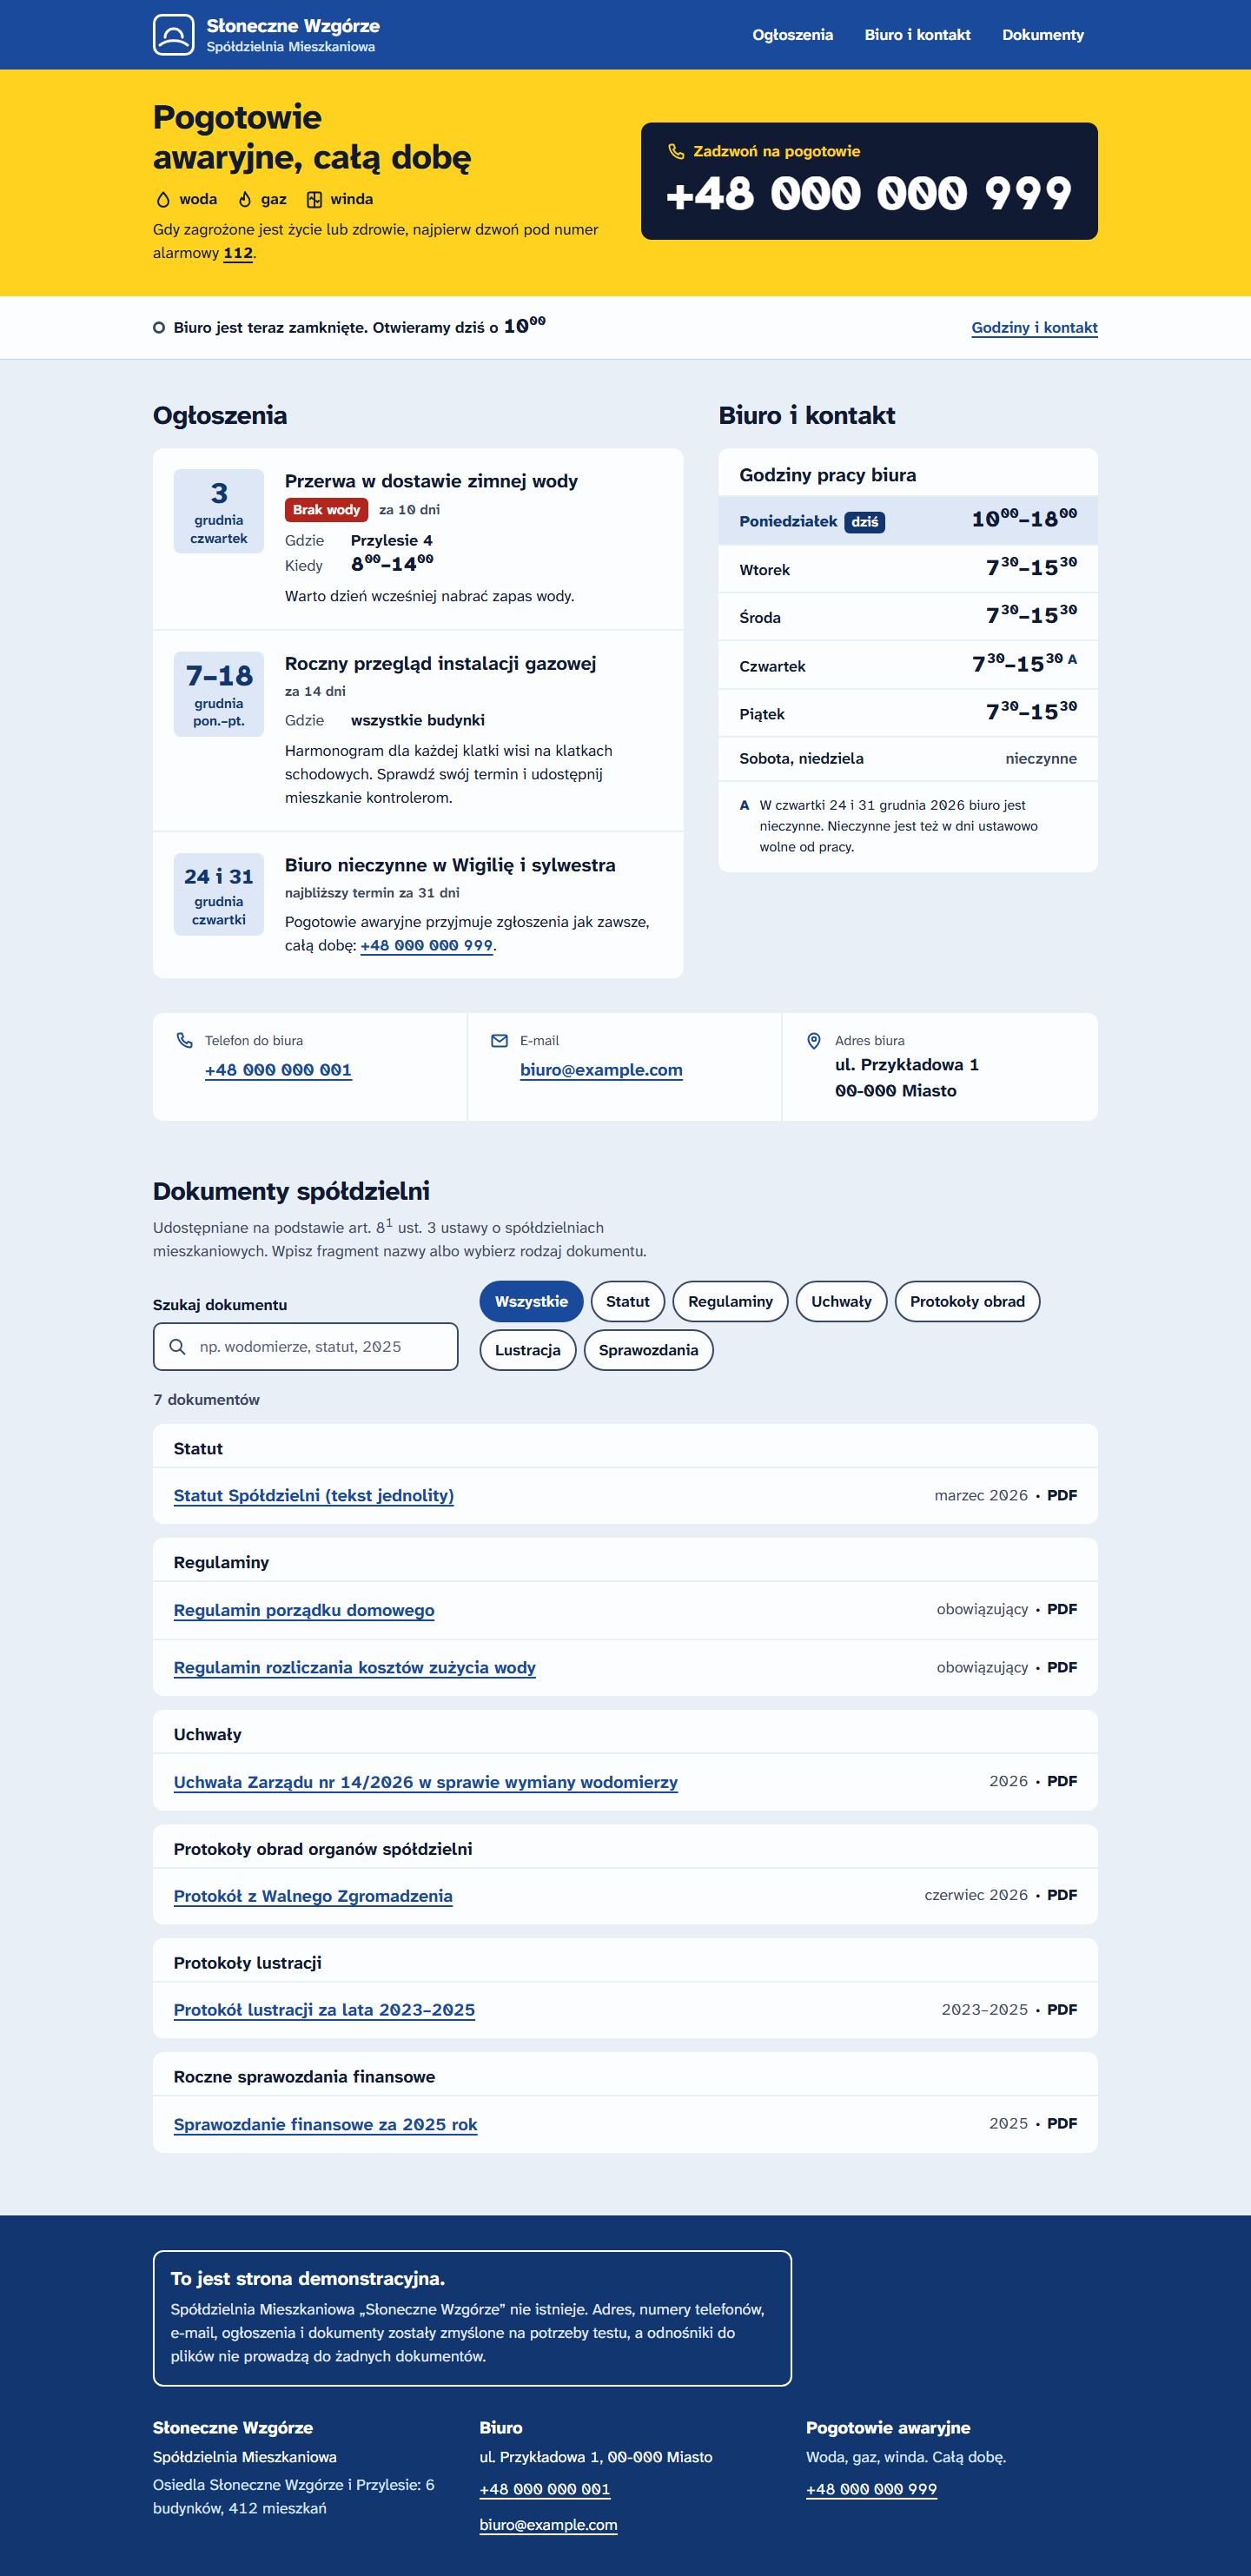 Słoneczne Wzgórze
Spółdzielnia Mieszkaniowa
Ogłoszenia
Biuro i kontakt
Dokumenty
Pogotowie
awaryjne, całą dobę
woda gaz winda
Gdy zagrożone jest życie lub zdrowie, najpierw dzwoń pod numer
alarmowy 112.
Zadzwoń na pogotowie
+48 000 000 999
Biuro jest teraz zamknięte. Otwieramy dziś o 10⁰⁰
Godziny i kontakt
Ogłoszenia
3
grudnia
czwartek
Przerwa w dostawie zimnej wody
Brak wody za 10 dni
Gdzie Przylesie 4
Kiedy 8⁰⁰–14⁰⁰
Warto dzień wcześniej nabrać zapas wody.
7–18
grudnia
pon.–pt.
Roczny przegląd instalacji gazowej
za 14 dni
Gdzie wszystkie budynki
Harmonogram dla każdej klatki wisi na klatkach
schodowych. Sprawdź swój termin i udostępnij
mieszkanie kontrolerom.
24 i 31
grudnia
czwartki
Biuro nieczynne w Wigilię i sylwestra
najbliższy termin za 31 dni
Pogotowie awaryjne przyjmuje zgłoszenia jak zawsze,
całą dobę: +48 000 000 999.
Biuro i kontakt
Godziny pracy biura
Poniedziałek dziś 10⁰⁰–18⁰⁰
Wtorek 7³⁰–15³⁰
Środa 7³⁰–15³⁰
Czwartek 7³⁰–15³⁰ A
Piątek 7³⁰–15³⁰
Sobota, niedziela nieczynne
A W czwartki 24 i 31 grudnia 2026 biuro jest
nieczynne. Nieczynne jest też w dni ustawowo
wolne od pracy.
Telefon do biura
+48 000 000 001
E-mail
biuro@example.com
Adres biura
ul. Przykładowa 1
00-000 Miasto
Dokumenty spółdzielni
Udostępniane na podstawie art. 8¹ ust. 3 ustawy o spółdzielniach
mieszkaniowych. Wpisz fragment nazwy albo wybierz rodzaj dokumentu.
Szukaj dokumentu
np. wodomierze, statut, 2025
Wszystkie Statut Regulaminy Uchwały Protokoły obrad
Lustracja Sprawozdania
7 dokumentów
Statut
Statut Spółdzielni (tekst jednolity) marzec 2026 • PDF
Regulaminy
Regulamin porządku domowego obowiązujący • PDF
Regulamin rozliczania kosztów zużycia wody obowiązujący • PDF
Uchwały
Uchwała Zarządu nr 14/2026 w sprawie wymiany wodomierzy 2026 • PDF
Protokoły obrad organów spółdzielni
Protokół z Walnego Zgromadzenia czerwiec 2026 • PDF
Protokoły lustracji
Protokół lustracji za lata 2023–2025 2023–2025 • PDF
Roczne sprawozdania finansowe
Sprawozdanie finansowe za 2025 rok 2025 • PDF
To jest strona demonstracyjna.
Spółdzielnia Mieszkaniowa „Słoneczne Wzgórze” nie istnieje. Adres, numery telefonów,
e-mail, ogłoszenia i dokumenty zostały zmyślone na potrzeby testu, a odnośniki do
plików nie prowadzą do żadnych dokumentów.
Słoneczne Wzgórze
Spółdzielnia Mieszkaniowa
Osiedla Słoneczne Wzgórze i Przylesie: 6
budynków, 412 mieszkań
Biuro
ul. Przykładowa 1, 00-000 Miasto
+48 000 000 001
biuro@example.com
Pogotowie awaryjne
Woda, gaz, winda. Całą dobę.
+48 000 000 999